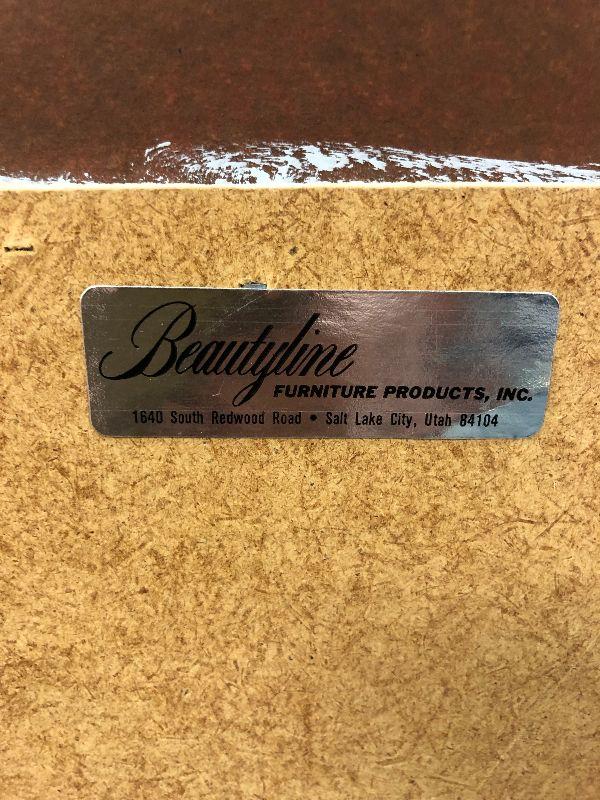 Beautyline
FURNITURE PRODUCTS, INC.
1640 South Redwood Road • Salt Lake City, Utah 84104